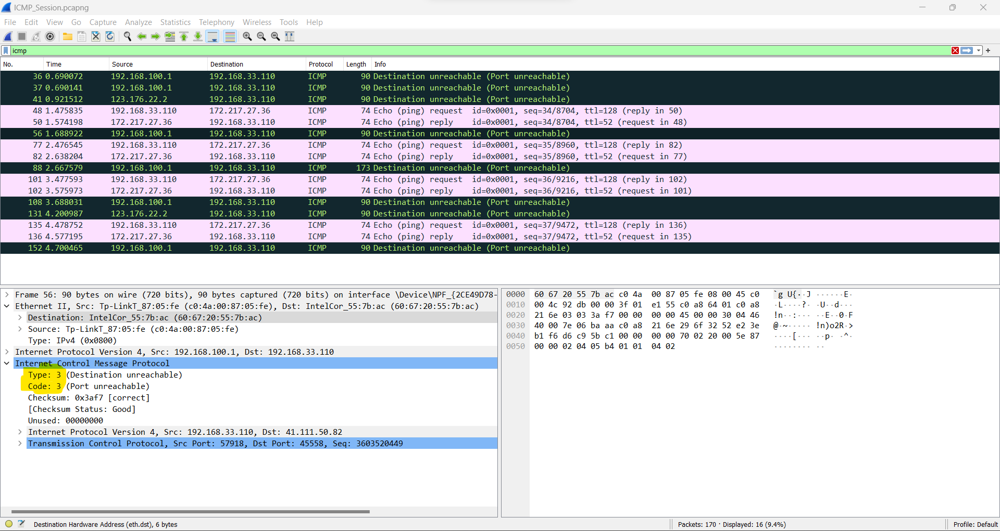 ICMP_Session.pcapng
File Edit View Go Capture Analyze Statistics Telephony Wireless Tools Help
icmp
No. Time Source Destination Protocol Length Info
36 0.690072 192.168.100.1 192.168.33.110 ICMP 90 Destination unreachable (Port unreachable)
37 0.690141 192.168.100.1 192.168.33.110 ICMP 90 Destination unreachable (Port unreachable)
41 0.921512 123.176.22.2 192.168.33.110 ICMP 90 Destination unreachable (Port unreachable)
48 1.475835 192.168.33.110 172.217.27.36 ICMP 74 Echo (ping) request id=0x0001, seq=34/8704, ttl=128 (reply in 50)
50 1.574198 172.217.27.36 192.168.33.110 ICMP 74 Echo (ping) reply id=0x0001, seq=34/8704, ttl=52 (request in 48)
56 1.688922 192.168.100.1 192.168.33.110 ICMP 90 Destination unreachable (Port unreachable)
77 2.476545 192.168.33.110 172.217.27.36 ICMP 74 Echo (ping) request id=0x0001, seq=35/8960, ttl=128 (reply in 82)
82 2.638204 172.217.27.36 192.168.33.110 ICMP 74 Echo (ping) reply id=0x0001, seq=35/8960, ttl=52 (request in 77)
88 2.667579 192.168.100.1 192.168.33.110 ICMP 173 Destination unreachable (Port unreachable)
101 3.477593 192.168.33.110 172.217.27.36 ICMP 74 Echo (ping) request id=0x0001, seq=36/9216, ttl=128 (reply in 102)
102 3.575973 172.217.27.36 192.168.33.110 ICMP 74 Echo (ping) reply id=0x0001, seq=36/9216, ttl=52 (request in 101)
108 3.688031 192.168.100.1 192.168.33.110 ICMP 90 Destination unreachable (Port unreachable)
131 4.200987 123.176.22.2 192.168.33.110 ICMP 90 Destination unreachable (Port unreachable)
135 4.478752 192.168.33.110 172.217.27.36 ICMP 74 Echo (ping) request id=0x0001, seq=37/9472, ttl=128 (reply in 136)
136 4.577195 172.217.27.36 192.168.33.110 ICMP 74 Echo (ping) reply id=0x0001, seq=37/9472, ttl=52 (request in 135)
152 4.700465 192.168.100.1 192.168.33.110 ICMP 90 Destination unreachable (Port unreachable)
Frame 56: 90 bytes on wire (720 bits), 90 bytes captured (720 bits) on interface \Device\NPF_{2CE49D78-
Ethernet II, Src: Tp-LinkT_87:05:fe (c0:4a:00:87:05:fe), Dst: IntelCor_55:7b:ac (60:67:20:55:7b:ac)
Destination: IntelCor_55:7b:ac (60:67:20:55:7b:ac)
Source: Tp-LinkT_87:05:fe (c0:4a:00:87:05:fe)
Type: IPv4 (0x0800)
Internet Protocol Version 4, Src: 192.168.100.1, Dst: 192.168.33.110
Internet Control Message Protocol
Type: 3 (Destination unreachable)
Code: 3 (Port unreachable)
Checksum: 0x3af7 [correct]
[Checksum Status: Good]
Unused: 00000000
Internet Protocol Version 4, Src: 192.168.33.110, Dst: 41.111.50.82
Transmission Control Protocol, Src Port: 57918, Dst Port: 45558, Seq: 3603520449
0000 60 67 20 55 7b ac c0 4a 00 87 05 fe 08 00 45 c0 `g U{··J ······E·
0010 00 4c 92 db 00 00 3f 01 e1 55 c0 a8 64 01 c0 a8 ·L····?· ·U··d···
0020 21 6e 03 03 3a f7 00 00 00 00 45 00 00 30 04 46 !n··:··· ··E··0·F
0030 40 00 7e 06 ba aa c0 a8 21 6e 29 6f 32 52 e2 3e @·~····· !n)o2R·>
0040 b1 f6 d6 c9 5b c1 00 00 00 00 70 02 20 00 5e 87 ····[··· ··p· ·^·
0050 00 00 02 04 05 b4 01 01 04 02 ········ ··
Destination Hardware Address (eth.dst), 6 bytes
Packets: 170 · Displayed: 16 (9.4%)
Profile: Default